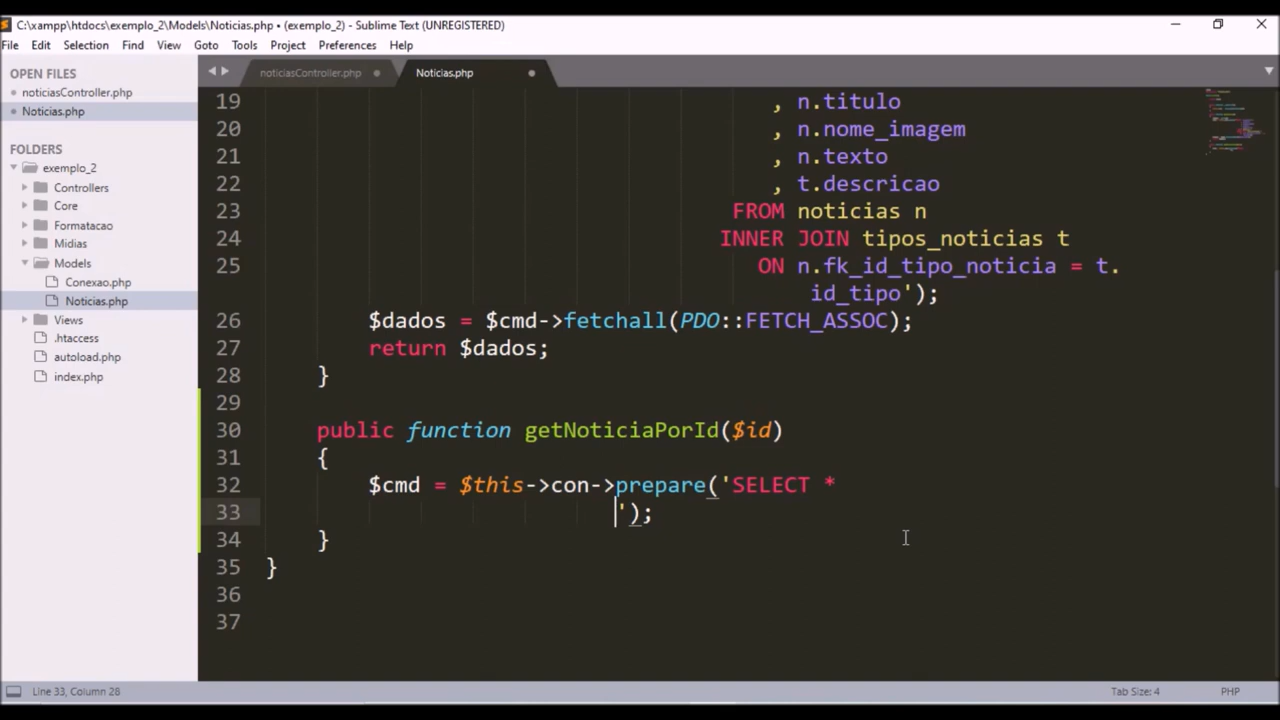 C:\xampp\htdocs\exemplo_2\Models\Noticias.php • (exemplo_2) - Sublime Text (UNREGISTERED)
File Edit Selection Find View Goto Tools Project Preferences Help
OPEN FILES
noticiasController.php
Noticias.php
FOLDERS
exemplo_2
Controllers
Core
Formatacao
Midias
Models
Conexao.php
Noticias.php
Views
.htaccess
autoload.php
index.php
noticiasController.php
Noticias.php
19 , n.titulo
20 , n.nome_imagem
21 , n.texto
22 , t.descricao
23 FROM noticias n
24 INNER JOIN tipos_noticias t
25 ON n.fk_id_tipo_noticia = t.
id_tipo');
26 $dados = $cmd->fetchall(PDO::FETCH_ASSOC);
27 return $dados;
28 }
29
30 public function getNoticiaPorId($id)
31 {
32 $cmd = $this->con->prepare('SELECT *
33 ');
34 }
35 }
36
37
Line 33, Column 28
Tab Size: 4
PHP